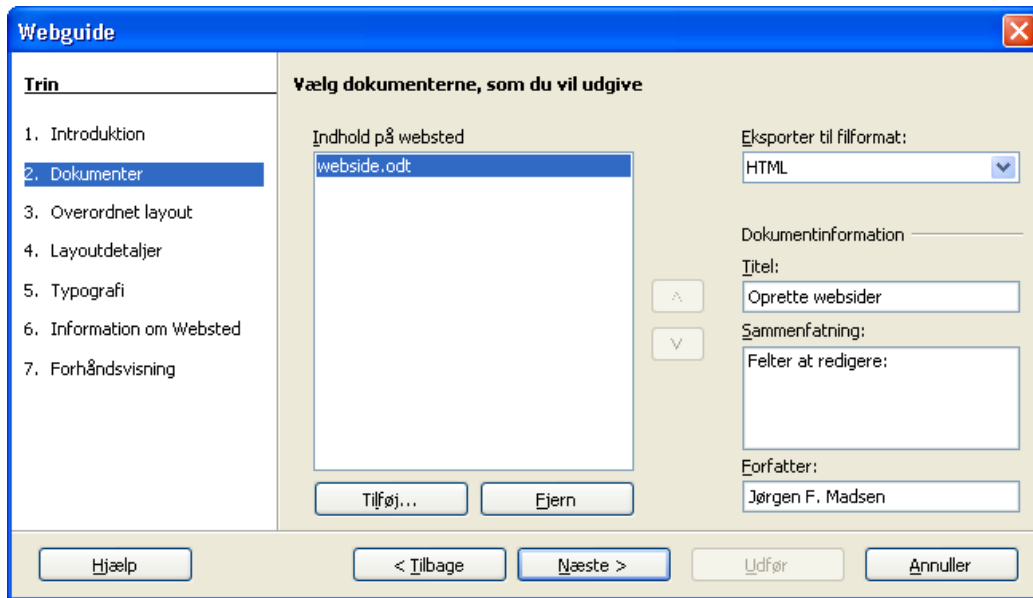 Webguide
Trin
1. Introduktion
2. Dokumenter
3. Overordnet layout
4. Layoutdetaljer
5. Typografi
6. Information om Websted
7. Forhåndsvisning
Vælg dokumenterne, som du vil udgive
Indhold på websted
webside.odt
Tilføj...
Fjern
Eksporter til filformat:
HTML
Dokumentinformation
Titel:
Oprette websider
Sammenfatning:
Felter at redigere:
Forfatter:
Jørgen F. Madsen
Hjælp
< Tilbage
Næste >
Udfør
Annuller